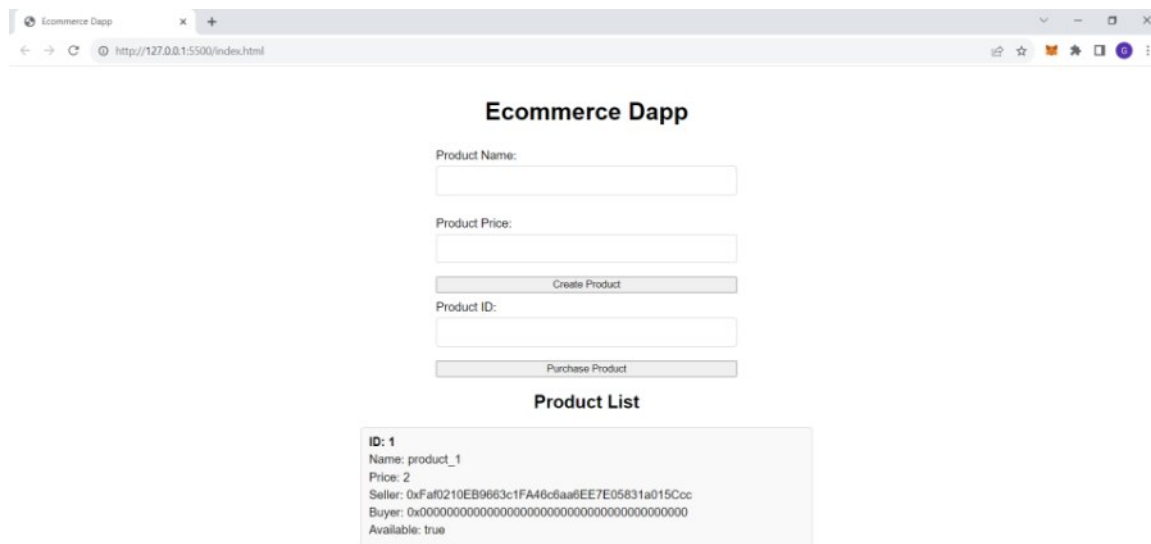 Ecommerce Dapp
http://127.0.0.1:5500/index.html
G
Ecommerce Dapp
Product Name:
Product Price:
Create Product
Product ID:
Purchase Product
Product List
ID: 1
Name: product_1
Price: 2
Seller: 0xFaf0210EB9663c1FA46c6aa6EE7E05831a015Ccc
Buyer: 0x0000000000000000000000000000000000000000
Available: true